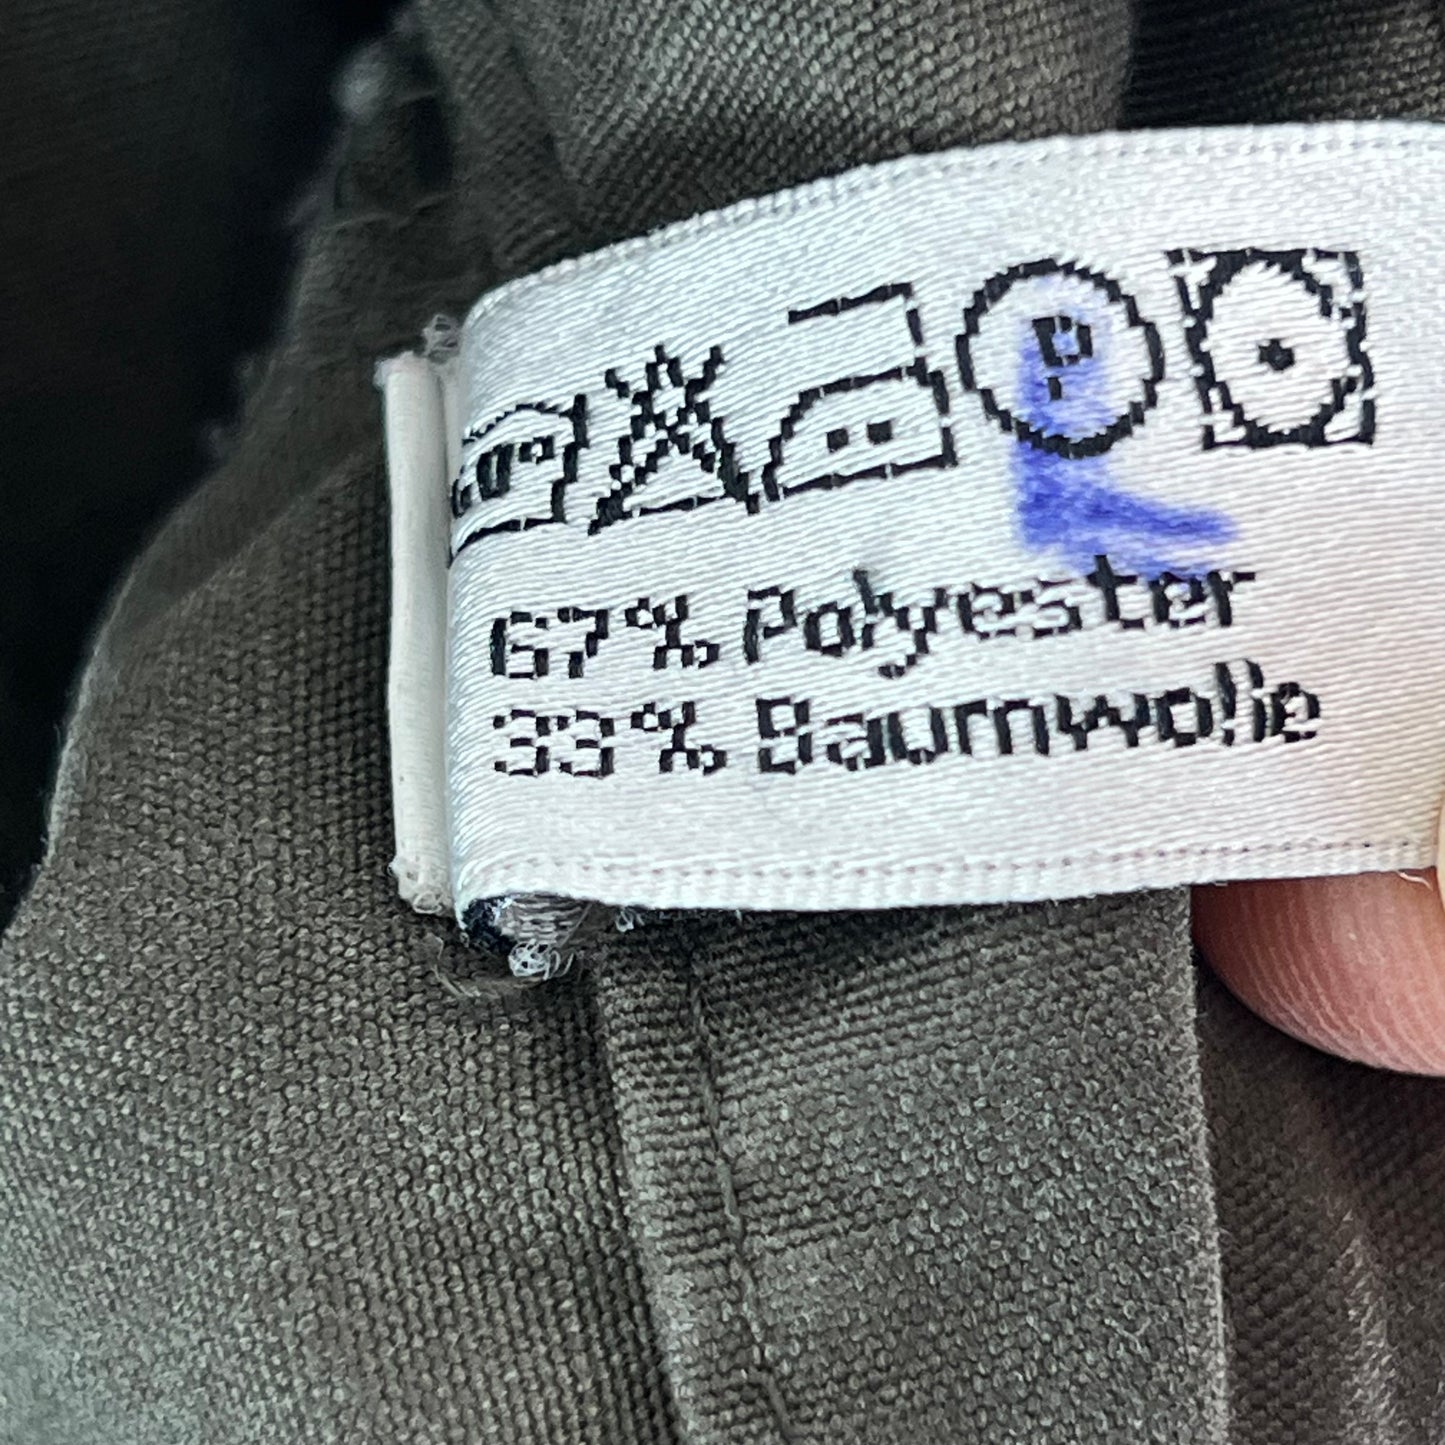 P
67% Polyester
33% Baumwolle